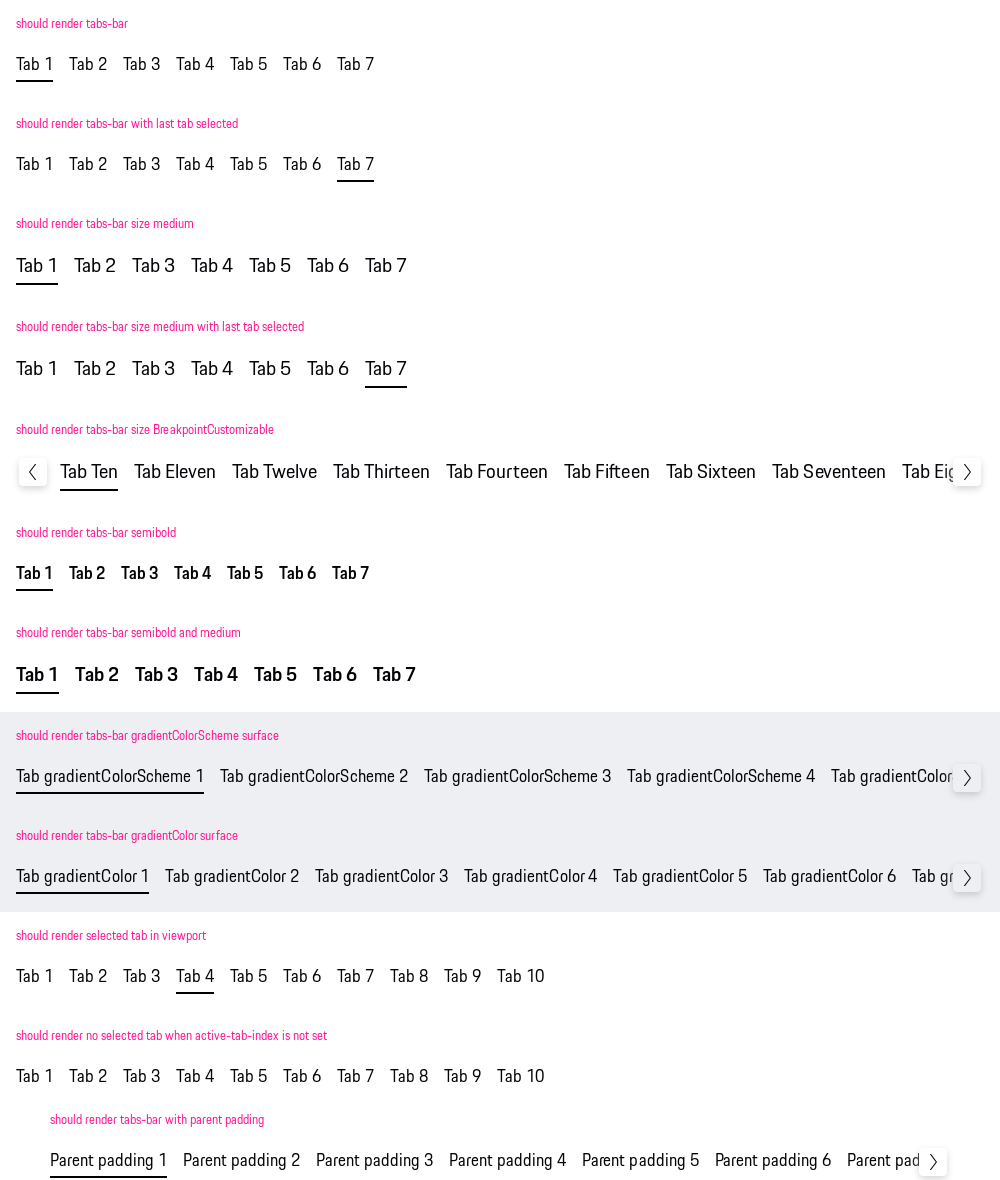 should render tabs-bar
Tab 1 Tab 2 Tab 3 Tab 4 Tab 5 Tab 6 Tab 7
should render tabs-bar with last tab selected
Tab 1 Tab 2 Tab 3 Tab 4 Tab 5 Tab 6 Tab 7
should render tabs-bar size medium
Tab 1 Tab 2 Tab 3 Tab 4 Tab 5 Tab 6 Tab 7
should render tabs-bar size medium with last tab selected
Tab 1 Tab 2 Tab 3 Tab 4 Tab 5 Tab 6 Tab 7
should render tabs-bar size BreakpointCustomizable
Tab Ten Tab Eleven Tab Twelve Tab Thirteen Tab Fourteen Tab Fifteen Tab Sixteen Tab Seventeen Tab Eig
should render tabs-bar semibold
Tab 1 Tab 2 Tab 3 Tab 4 Tab 5 Tab 6 Tab 7
should render tabs-bar semibold and medium
Tab 1 Tab 2 Tab 3 Tab 4 Tab 5 Tab 6 Tab 7
should render tabs-bar gradientColorScheme surface
Tab gradientColorScheme 1 Tab gradientColorScheme 2 Tab gradientColorScheme 3 Tab gradientColorScheme 4 Tab gradientColor
should render tabs-bar gradientColor surface
Tab gradientColor 1 Tab gradientColor 2 Tab gradientColor 3 Tab gradientColor 4 Tab gradientColor 5 Tab gradientColor 6 Tab gr
should render selected tab in viewport
Tab 1 Tab 2 Tab 3 Tab 4 Tab 5 Tab 6 Tab 7 Tab 8 Tab 9 Tab 10
should render no selected tab when active-tab-index is not set
Tab 1 Tab 2 Tab 3 Tab 4 Tab 5 Tab 6 Tab 7 Tab 8 Tab 9 Tab 10
should render tabs-bar with parent padding
Parent padding 1 Parent padding 2 Parent padding 3 Parent padding 4 Parent padding 5 Parent padding 6 Parent pad